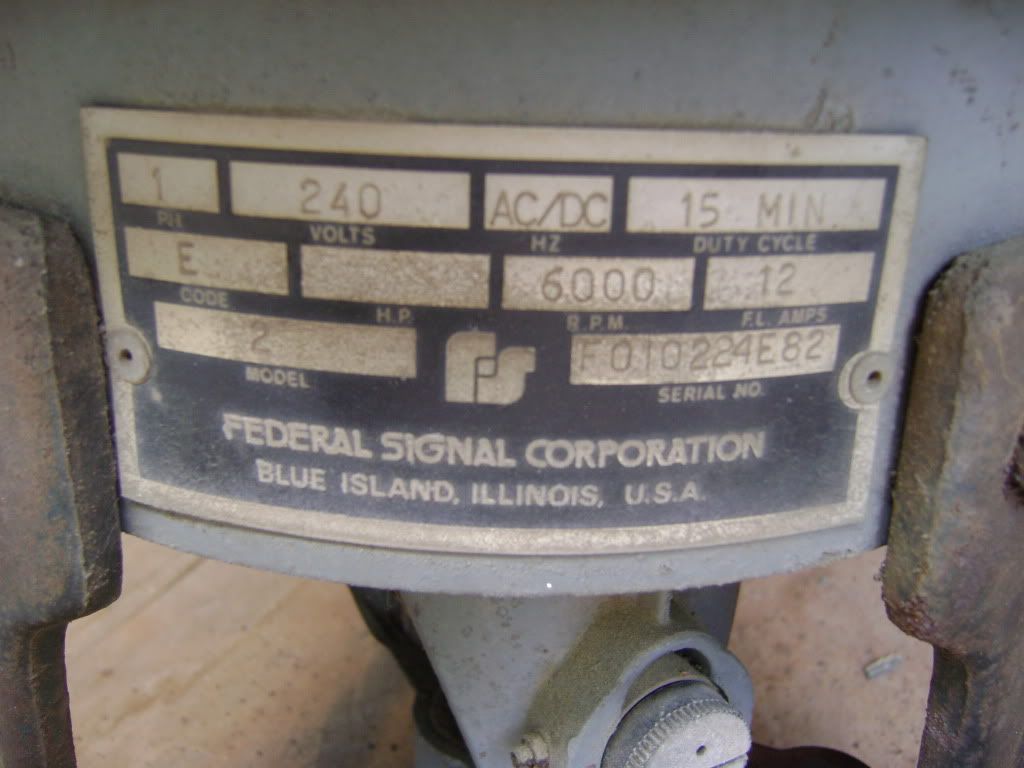 1 240 AC/DC 15 MIN
PH. VOLTS HZ DUTY CYCLE
E 6000 12
CODE H.P. R.P.M. F.L. AMPS
2 FS F010224E82
MODEL SERIAL NO.
FEDERAL SIGNAL CORPORATION
BLUE ISLAND, ILLINOIS, U.S.A.